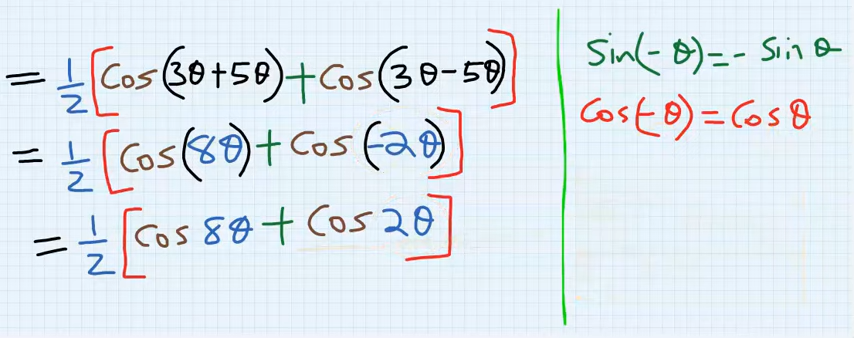 = 1/2 [Cos(3θ+5θ)+Cos(3θ-5θ)]
= 1/2 [Cos(8θ)+Cos(-2θ)]
= 1/2 [Cos 8θ + Cos 2θ]
Sin(-θ)=- Sin θ
Cos(-θ)=Cos θ